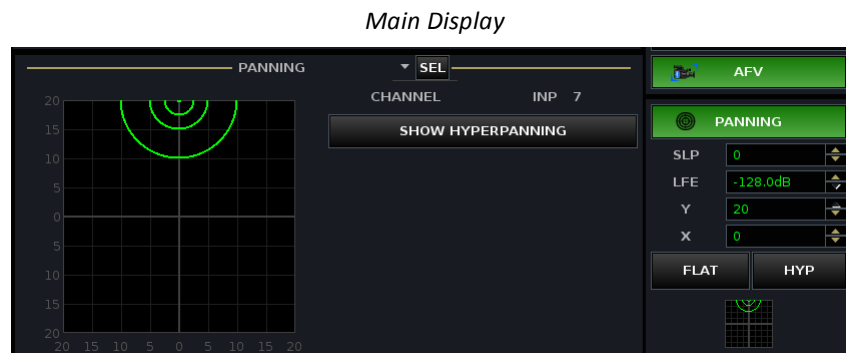 Main Display
PANNING
SEL
CHANNEL INP 7
SHOW HYPERPANNING
20
15
10
5
0
5
10
15
20
20 15 10 5 0 5 10 15 20
AFV
PANNING
SLP 0
LFE -128.0dB
Y 20
X 0
FLAT HYP